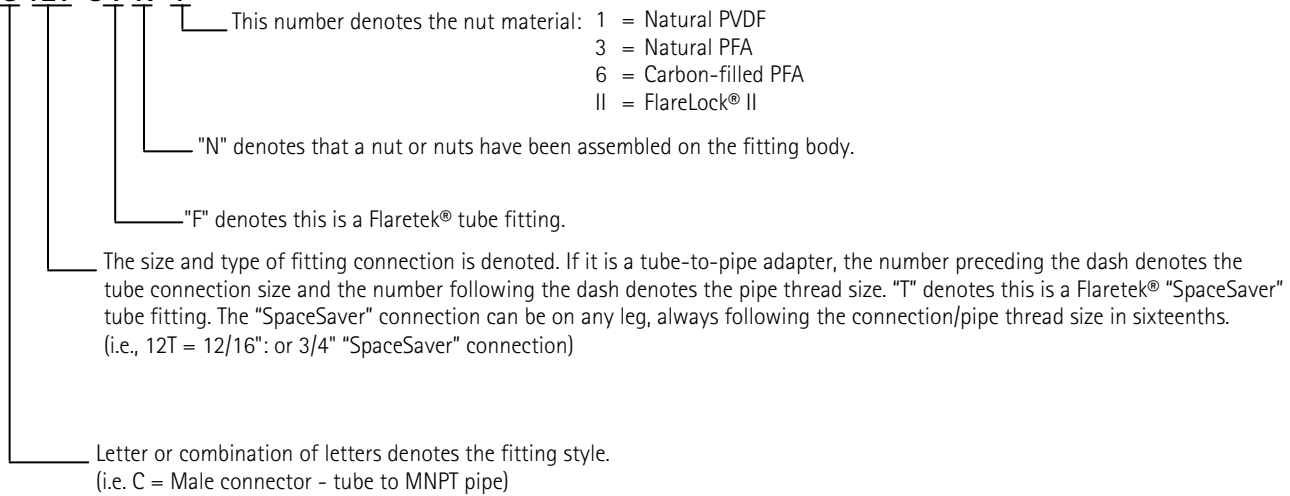 This number denotes the nut material: 1 = Natural PVDF
3 = Natural PFA
6 = Carbon-filled PFA
II = FlareLock® II
"N" denotes that a nut or nuts have been assembled on the fitting body.
"F" denotes this is a Flaretek® tube fitting.
The size and type of fitting connection is denoted. If it is a tube-to-pipe adapter, the number preceding the dash denotes the
tube connection size and the number following the dash denotes the pipe thread size. “T” denotes this is a Flaretek® “SpaceSaver”
tube fitting. The “SpaceSaver” connection can be on any leg, always following the connection/pipe thread size in sixteenths.
(i.e., 12T = 12/16": or 3/4" “SpaceSaver” connection)
Letter or combination of letters denotes the fitting style.
(i.e. C = Male connector - tube to MNPT pipe)